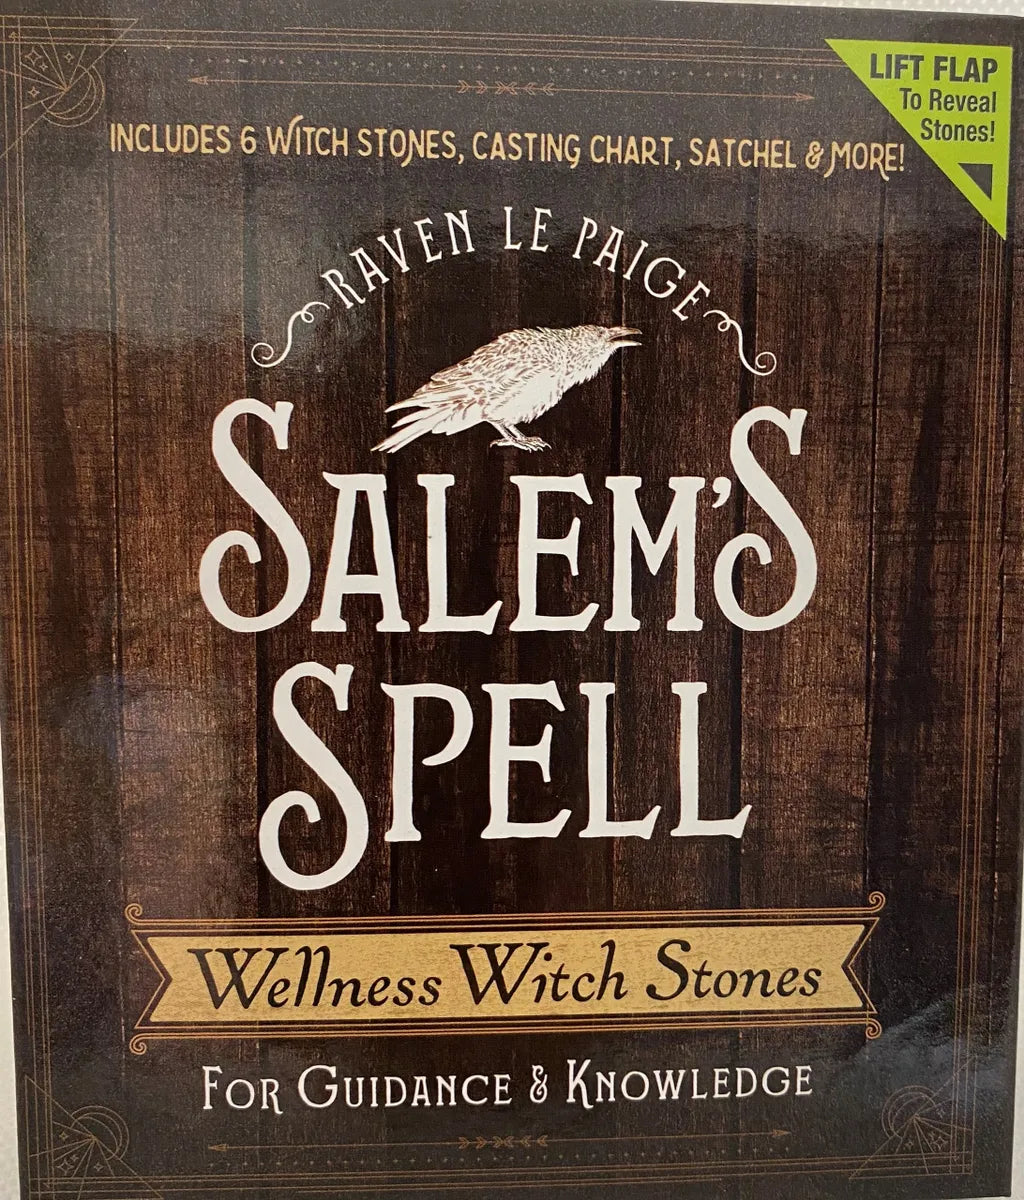 LIFT FLAP
To Reveal
Stones!
INCLUDES 6 WITCH STONES, CASTING CHART, SATCHEL & MORE!
RAVEN LE PAIGE
SALEM'S
SPELL
Wellness Witch Stones
FOR GUIDANCE & KNOWLEDGE